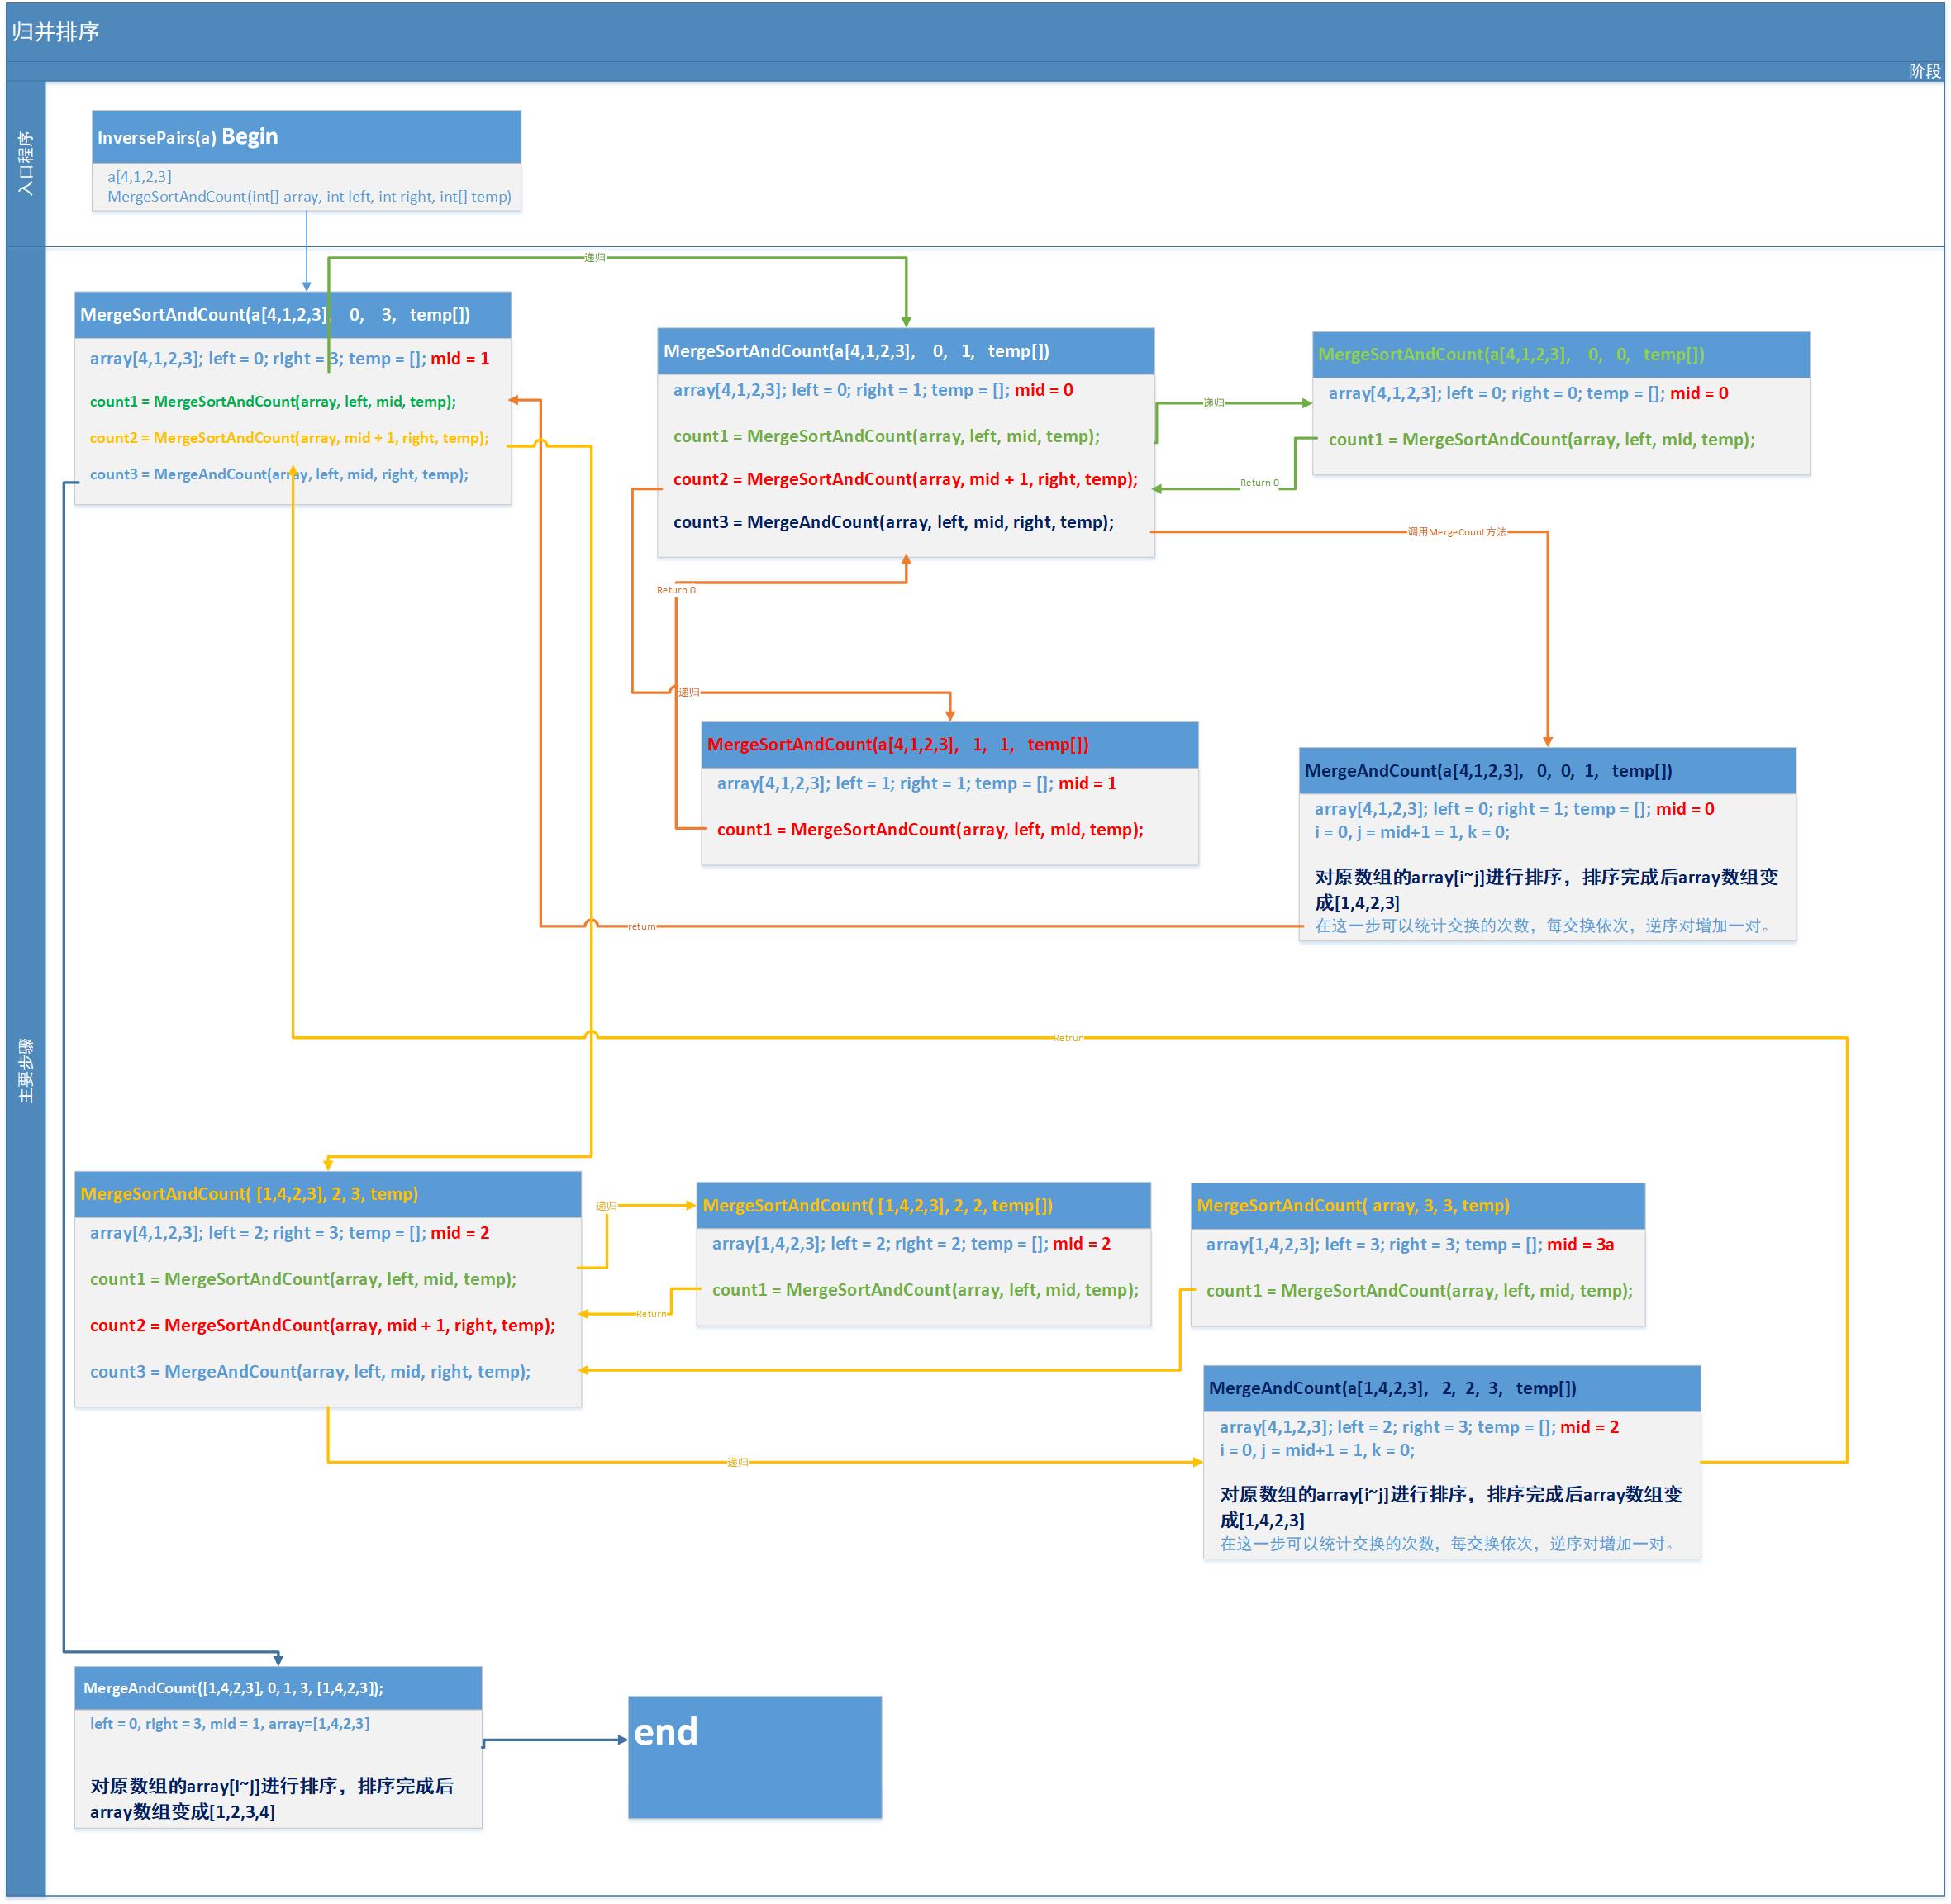 归并排序
阶段
入口程序
InversePairs(a) Begin
a[4,1,2,3]
MergeSortAndCount(int[] array, int left, int right, int[] temp)
主要步骤
递归
MergeSortAndCount(a[4,1,2,3], 0, 3, temp[])
array[4,1,2,3]; left = 0; right = 3; temp = []; mid = 1
count1 = MergeSortAndCount(array, left, mid, temp);
count2 = MergeSortAndCount(array, mid + 1, right, temp);
count3 = MergeAndCount(array, left, mid, right, temp);
MergeSortAndCount(a[4,1,2,3], 0, 1, temp[])
array[4,1,2,3]; left = 0; right = 1; temp = []; mid = 0
count1 = MergeSortAndCount(array, left, mid, temp);
count2 = MergeSortAndCount(array, mid + 1, right, temp);
count3 = MergeAndCount(array, left, mid, right, temp);
递归
MergeSortAndCount(a[4,1,2,3], 0, 0, temp[])
array[4,1,2,3]; left = 0; right = 0; temp = []; mid = 0
count1 = MergeSortAndCount(array, left, mid, temp);
Return 0
调用MergeCount方法
Return 0
递归
MergeSortAndCount(a[4,1,2,3], 1, 1, temp[])
array[4,1,2,3]; left = 1; right = 1; temp = []; mid = 1
count1 = MergeSortAndCount(array, left, mid, temp);
MergeAndCount(a[4,1,2,3], 0, 0, 1, temp[])
array[4,1,2,3]; left = 0; right = 1; temp = []; mid = 0
i = 0, j = mid+1 = 1, k = 0;
对原数组的array[i~j]进行排序，排序完成后array数组变
成[1,4,2,3]
在这一步可以统计交换的次数，每交换依次，逆序对增加一对。
return
Retrun
MergeSortAndCount( [1,4,2,3], 2, 3, temp)
array[4,1,2,3]; left = 2; right = 3; temp = []; mid = 2
count1 = MergeSortAndCount(array, left, mid, temp);
count2 = MergeSortAndCount(array, mid + 1, right, temp);
count3 = MergeAndCount(array, left, mid, right, temp);
递归
MergeSortAndCount( [1,4,2,3], 2, 2, temp[])
array[1,4,2,3]; left = 2; right = 2; temp = []; mid = 2
count1 = MergeSortAndCount(array, left, mid, temp);
Return
MergeSortAndCount( array, 3, 3, temp)
array[1,4,2,3]; left = 3; right = 3; temp = []; mid = 3a
count1 = MergeSortAndCount(array, left, mid, temp);
递归
MergeAndCount(a[1,4,2,3], 2, 2, 3, temp[])
array[4,1,2,3]; left = 2; right = 3; temp = []; mid = 2
i = 0, j = mid+1 = 1, k = 0;
对原数组的array[i~j]进行排序，排序完成后array数组变
成[1,4,2,3]
在这一步可以统计交换的次数，每交换依次，逆序对增加一对。
MergeAndCount([1,4,2,3], 0, 1, 3, [1,4,2,3]);
left = 0, right = 3, mid = 1, array=[1,4,2,3]
对原数组的array[i~j]进行排序，排序完成后
array数组变成[1,2,3,4]
end